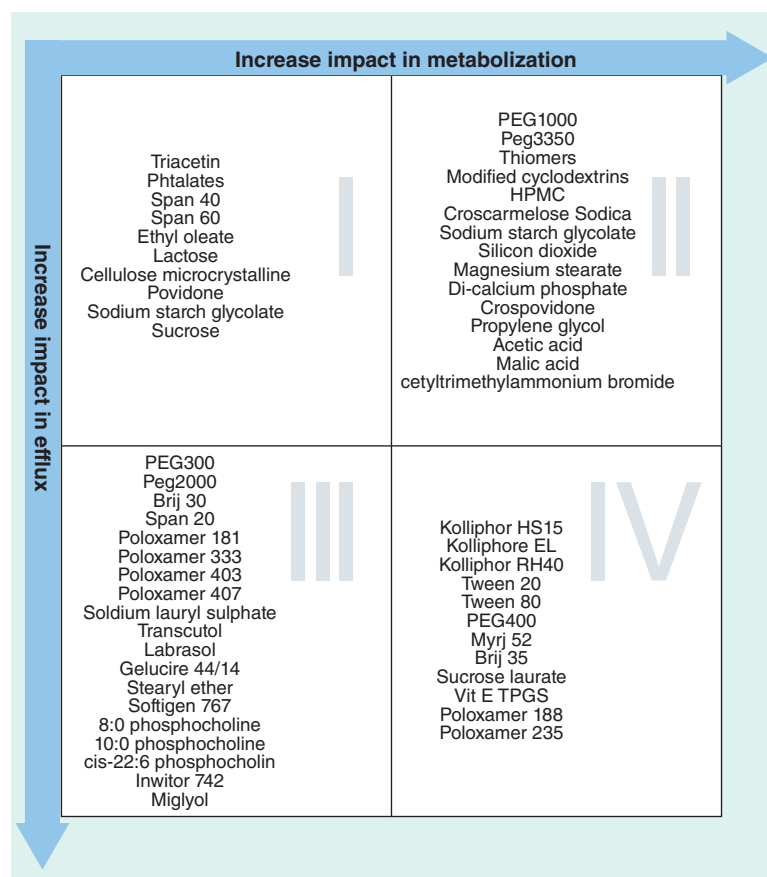 Increase impact in metabolization
Increase impact in efflux
Triacetin
Phtalates
Span 40
Span 60
Ethyl oleate
Lactose
Cellulose microcrystalline
Povidone
Sodium starch glycolate
Sucrose
I
PEG1000
Peg3350
Thiomers
Modified cyclodextrins
HPMC
Croscarmelose Sodica
Sodium starch glycolate
Silicon dioxide
Magnesium stearate
Di-calcium phosphate
Crospovidone
Propylene glycol
Acetic acid
Malic acid
cetyltrimethylammonium bromide
II
PEG300
Peg2000
Brij 30
Span 20
Poloxamer 181
Poloxamer 333
Poloxamer 403
Poloxamer 407
Soldium lauryl sulphate
Transcutol
Labrasol
Gelucire 44/14
Stearyl ether
Softigen 767
8:0 phosphocholine
10:0 phosphocholine
cis-22:6 phosphocholin
Inwitor 742
Miglyol
III
Kolliphor HS15
Kolliphore EL
Kolliphor RH40
Tween 20
Tween 80
PEG400
Myrj 52
Brij 35
Sucrose laurate
Vit E TPGS
Poloxamer 188
Poloxamer 235
IV